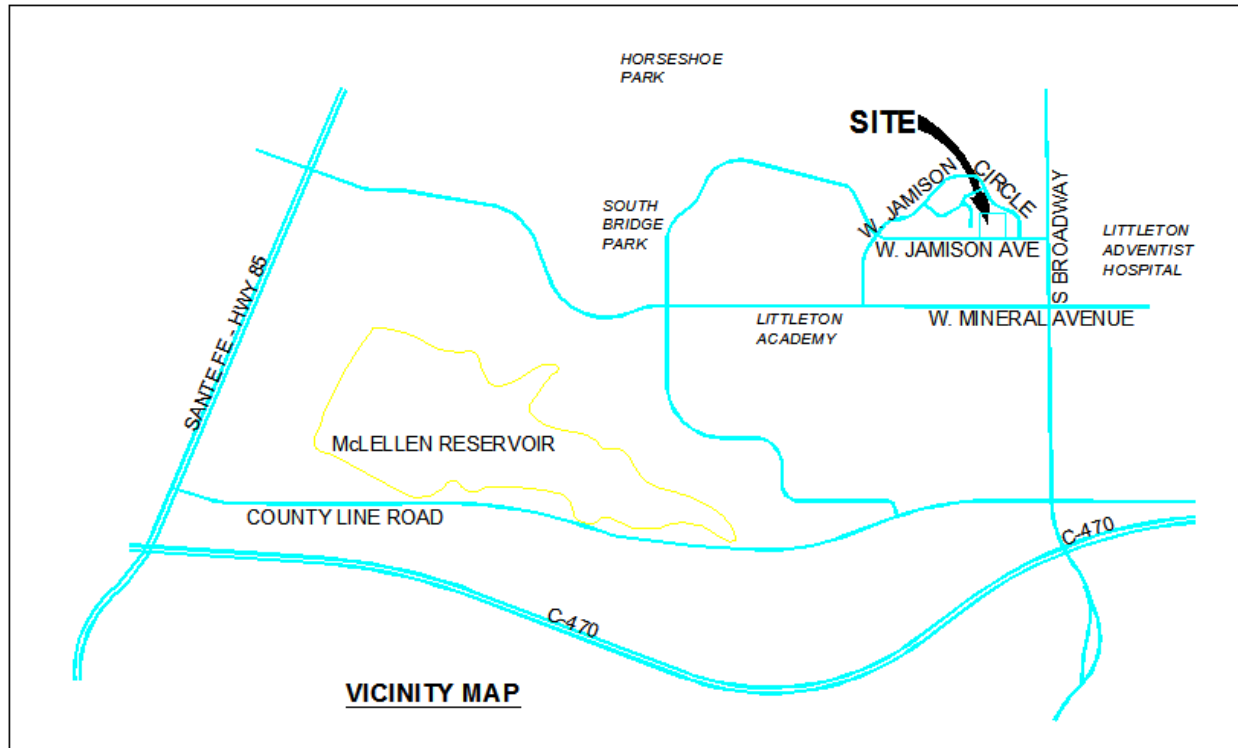 HORSESHOE
PARK
SITE
W. JAMISON CIRCLE
SOUTH
BRIDGE
PARK
S BROADWAY
LITTLETON
ADVENTIST
HOSPITAL
W. JAMISON AVE
SANTE FE - HWY 85
LITTLETON
ACADEMY
W. MINERAL AVENUE
McLELLEN RESERVOIR
COUNTY LINE ROAD
C-470
C-470
VICINITY MAP